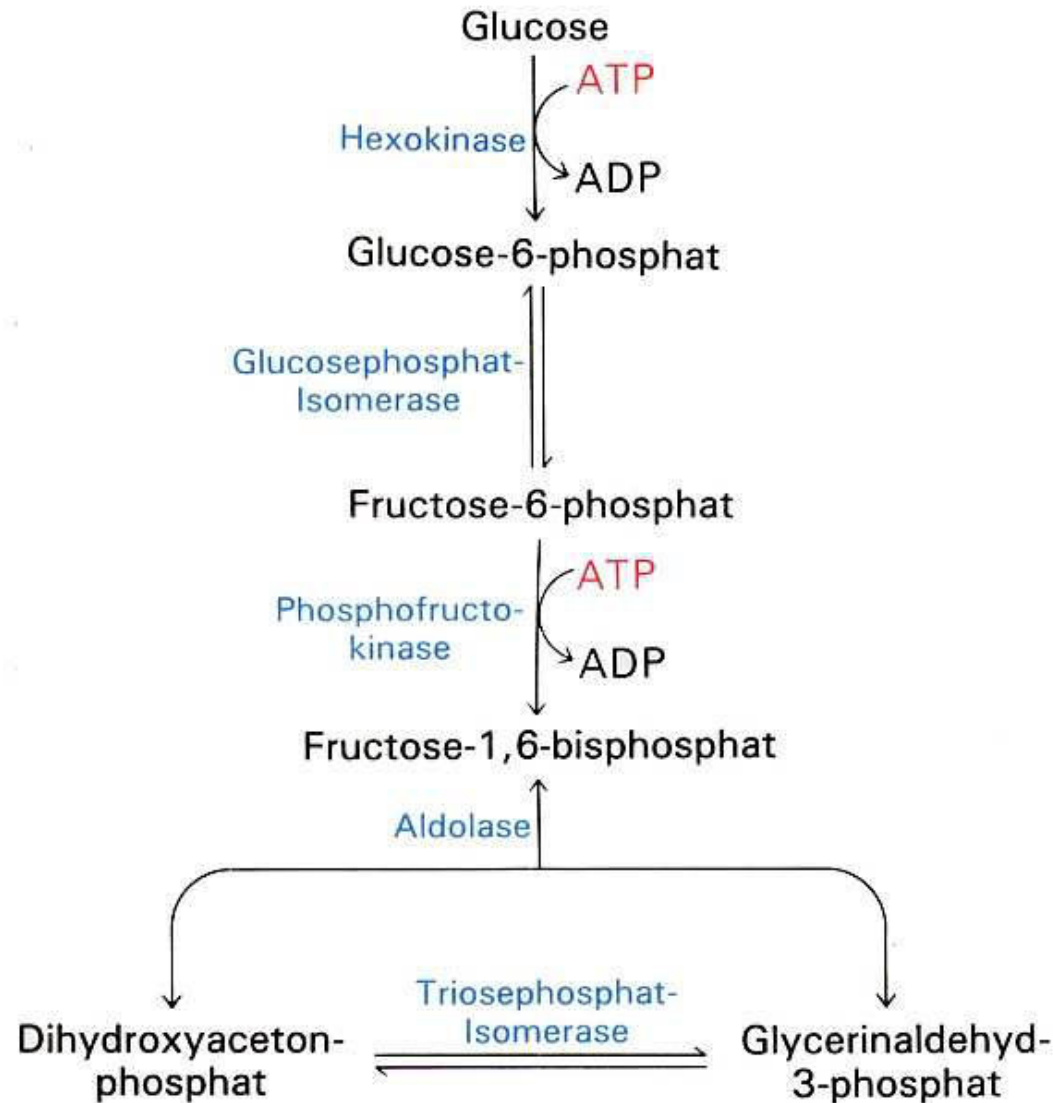 Glucose
ATP
Hexokinase
ADP
Glucose-6-phosphat
Glucosephosphat-
Isomerase
Fructose-6-phosphat
ATP
Phosphofructo-
kinase
ADP
Fructose-1,6-bisphosphat
Aldolase
Triosephosphat-
Isomerase
Dihydroxyaceton-
phosphat
Glycerinaldehyd-
3-phosphat